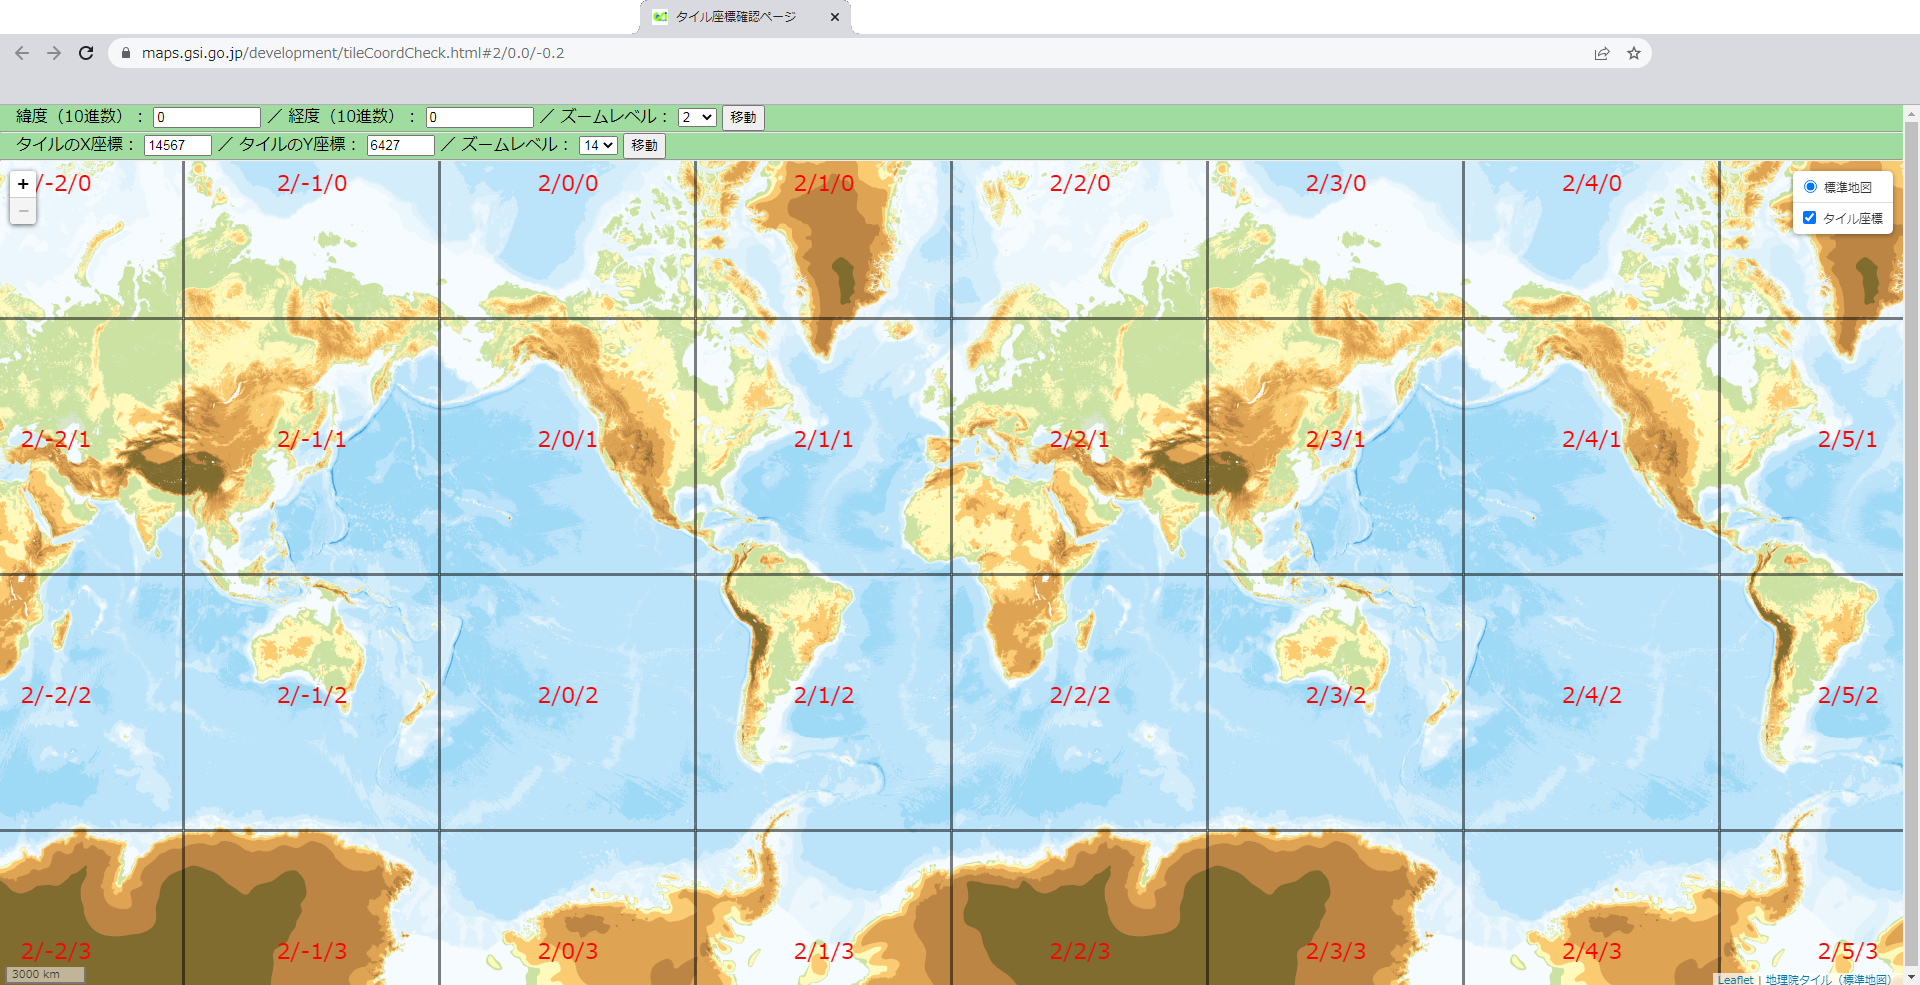 タイル座標確認ページ
maps.gsi.go.jp/development/tileCoordCheck.html#2/0.0/-0.2
緯度（10進数）： 0 ／ 経度（10進数）： 0 ／ ズームレベル： 2 移動
タイルのX座標： 14567 ／ タイルのY座標： 6427 ／ ズームレベル： 14 移動
+
−
/-2/0 2/-1/0 2/0/0 2/1/0 2/2/0 2/3/0 2/4/0
標準地図
タイル座標
2/-2/1 2/-1/1 2/0/1 2/1/1 2/2/1 2/3/1 2/4/1 2/5/1
2/-2/2 2/-1/2 2/0/2 2/1/2 2/2/2 2/3/2 2/4/2 2/5/2
2/-2/3 2/-1/3 2/0/3 2/1/3 2/2/3 2/3/3 2/4/3 2/5/3
3000 km
Leaflet | 地理院タイル（標準地図）